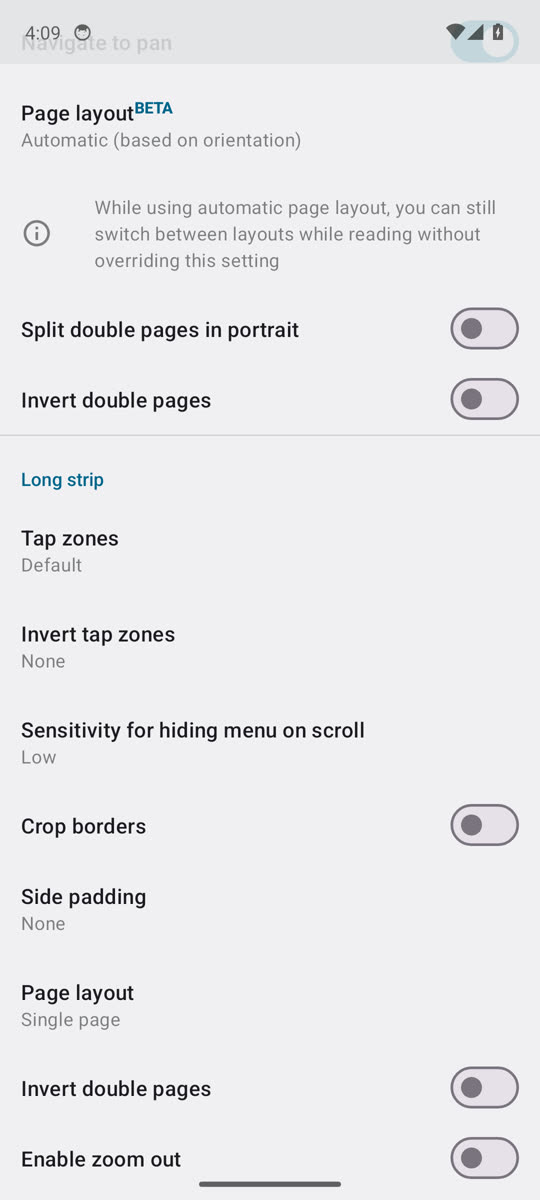 4:09
Navigate to pan
Page layoutBETA
Automatic (based on orientation)
While using automatic page layout, you can still
switch between layouts while reading without
overriding this setting
Split double pages in portrait
Invert double pages
Long strip
Tap zones
Default
Invert tap zones
None
Sensitivity for hiding menu on scroll
Low
Crop borders
Side padding
None
Page layout
Single page
Invert double pages
Enable zoom out